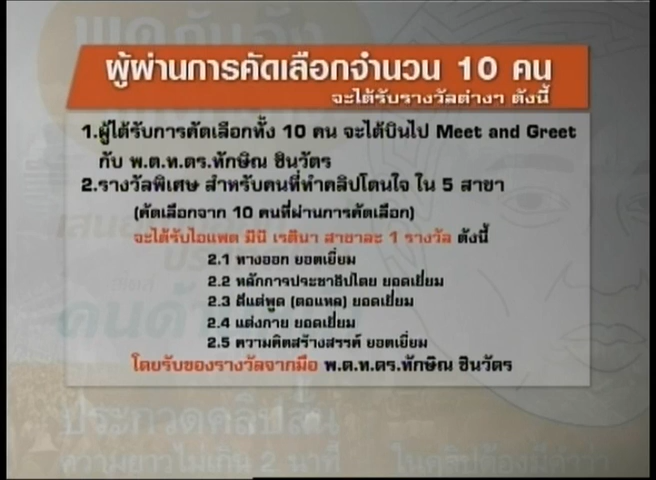 ผู้ผ่านการคัดเลือกจำนวน 10 คน
จะได้รับรางวัลต่างๆ ดังนี้
1.ผู้ได้รับการคัดเลือกทั้ง 10 คน จะได้บินไป Meet and Greet
กับ พ.ต.ท.ดร.ทักษิณ ชินวัตร
2.รางวัลพิเศษ สำหรับคนที่ทำคลิปโดนใจ ใน 5 สาขา
(คัดเลือกจาก 10 คนที่ผ่านการคัดเลือก)
จะได้รับไอแพด มินิ เรตินา สาขาละ 1 รางวัล ดังนี้
2.1 ทางออก ยอดเยี่ยม
2.2 หลักการประชาธิปไตย ยอดเยี่ยม
2.3 ดีแต่พูด (ตอแหล) ยอดเยี่ยม
2.4 แต่งกาย ยอดเยี่ยม
2.5 ความคิดสร้างสรรค์ ยอดเยี่ยม
โดยรับของรางวัลจากมือ พ.ต.ท.ดร.ทักษิณ ชินวัตร
ประกวดคลิปสั้น
ความยาวไม่เกิน 2 นาที ในคลิปต้องมีคำว่า